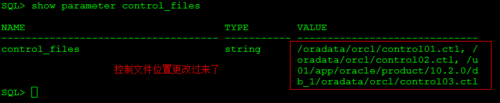 SQL> show parameter control_files
NAME TYPE VALUE
------------------------------------ ----------- ------------------------------
control_files string /oradata/orcl/control01.ctl, /
oradata/orcl/control02.ctl, /u
01/app/oracle/product/10.2.0/d
b_1/oradata/orcl/control03.ctl
控制文件位置更改过来了
SQL>